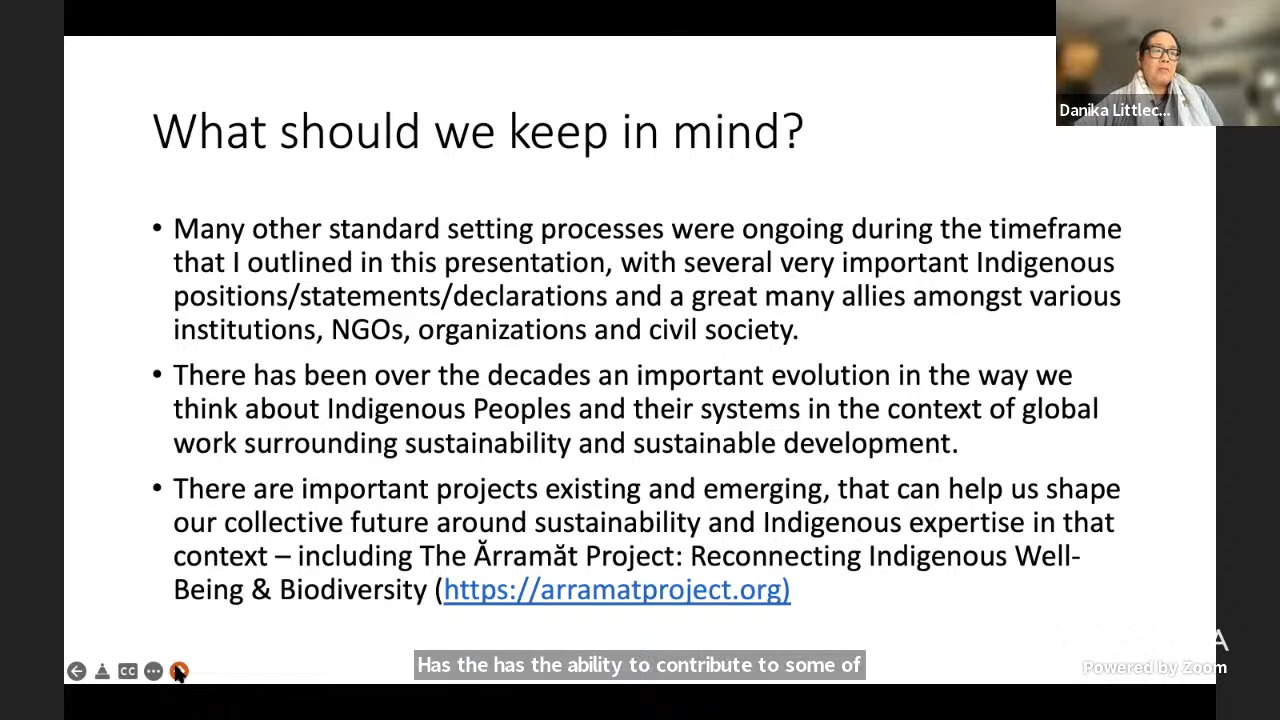 Danika Littlec...
What should we keep in mind?
• Many other standard setting processes were ongoing during the timeframe
that I outlined in this presentation, with several very important Indigenous
positions/statements/declarations and a great many allies amongst various
institutions, NGOs, organizations and civil society.
• There has been over the decades an important evolution in the way we
think about Indigenous Peoples and their systems in the context of global
work surrounding sustainability and sustainable development.
• There are important projects existing and emerging, that can help us shape
our collective future around sustainability and Indigenous expertise in that
context – including The Ărramăt Project: Reconnecting Indigenous Well-
Being & Biodiversity (https://arramatproject.org)
CC
Has the has the ability to contribute to some of
A
Powered by Zoom